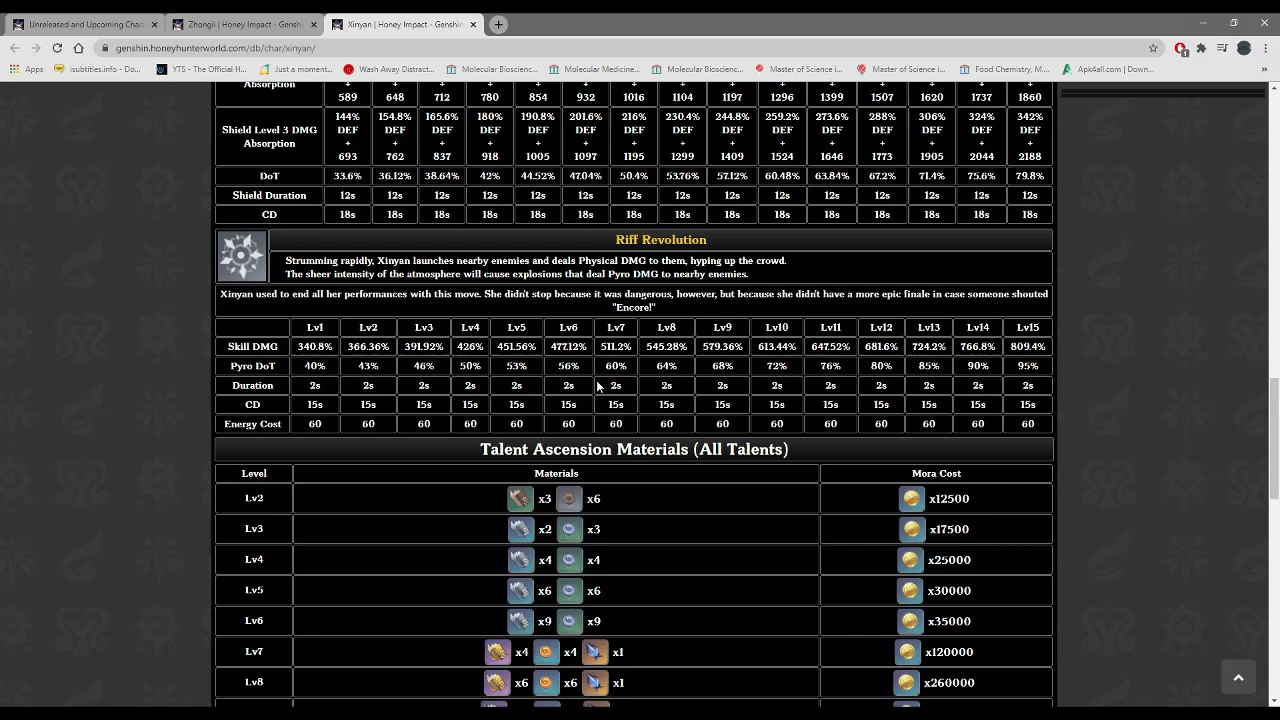 Unreleased and Upcoming Chara
Zhongli | Honey Impact - Genshin
Xinyan | Honey Impact - Genshin
genshin.honeyhunterworld.com/db/char/xinyan/
Apps isubtitles.info - Do... YTS - The Official H... Just a moment... Wash Away Distract... Molecular Bioscienc... Molecular Medicine... Molecular Bioscienc... Master of Science i... Master of Science i... Food Chemistry, M... Apk4all.com | Down... »
Absorption + + + + + + + + + + + + + + +
589 648 712 780 854 932 1016 1104 1197 1296 1399 1507 1620 1737 1860
144% 154.8% 165.6% 180% 190.8% 201.6% 216% 230.4% 244.8% 259.2% 273.6% 288% 306% 324% 342%
Shield Level 3 DMG DEF DEF DEF DEF DEF DEF DEF DEF DEF DEF DEF DEF DEF DEF DEF
Absorption + + + + + + + + + + + + + + +
693 762 837 918 1005 1097 1195 1299 1409 1524 1646 1773 1905 2044 2188
DoT 33.6% 36.12% 38.64% 42% 44.52% 47.04% 50.4% 53.76% 57.12% 60.48% 63.84% 67.2% 71.4% 75.6% 79.8%
Shield Duration 12s 12s 12s 12s 12s 12s 12s 12s 12s 12s 12s 12s 12s 12s 12s
CD 18s 18s 18s 18s 18s 18s 18s 18s 18s 18s 18s 18s 18s 18s 18s
Riff Revolution
Strumming rapidly, Xinyan launches nearby enemies and deals Physical DMG to them, hyping up the crowd.
The sheer intensity of the atmosphere will cause explosions that deal Pyro DMG to nearby enemies.
Xinyan used to end all her performances with this move. She didn't stop because it was dangerous, however, but because she didn't have a more epic finale in case someone shouted
"Encore!"
Lv1 Lv2 Lv3 Lv4 Lv5 Lv6 Lv7 Lv8 Lv9 Lv10 Lv11 Lv12 Lv13 Lv14 Lv15
Skill DMG 340.8% 366.36% 391.92% 426% 451.56% 477.12% 511.2% 545.28% 579.36% 613.44% 647.52% 681.6% 724.2% 766.8% 809.4%
Pyro DoT 40% 43% 46% 50% 53% 56% 60% 64% 68% 72% 76% 80% 85% 90% 95%
Duration 2s 2s 2s 2s 2s 2s 2s 2s 2s 2s 2s 2s 2s 2s 2s
CD 15s 15s 15s 15s 15s 15s 15s 15s 15s 15s 15s 15s 15s 15s 15s
Energy Cost 60 60 60 60 60 60 60 60 60 60 60 60 60 60 60
Talent Ascension Materials (All Talents)
Level Materials Mora Cost
Lv2 x3 x6 x12500
Lv3 x2 x3 x17500
Lv4 x4 x4 x25000
Lv5 x6 x6 x30000
Lv6 x9 x9 x35000
Lv7 x4 x4 x1 x120000
Lv8 x6 x6 x1 x260000